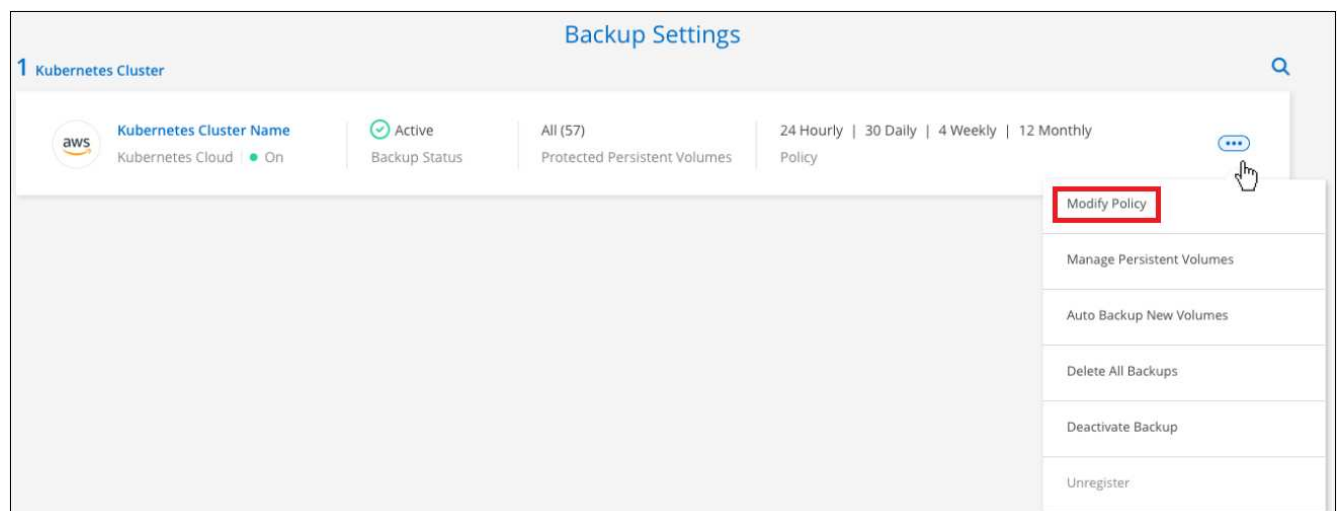 Backup Settings
1 Kubernetes Cluster
aws
Kubernetes Cluster Name
Kubernetes Cloud | On
Active
Backup Status
All (57)
Protected Persistent Volumes
24 Hourly | 30 Daily | 4 Weekly | 12 Monthly
Policy
Modify Policy
Manage Persistent Volumes
Auto Backup New Volumes
Delete All Backups
Deactivate Backup
Unregister